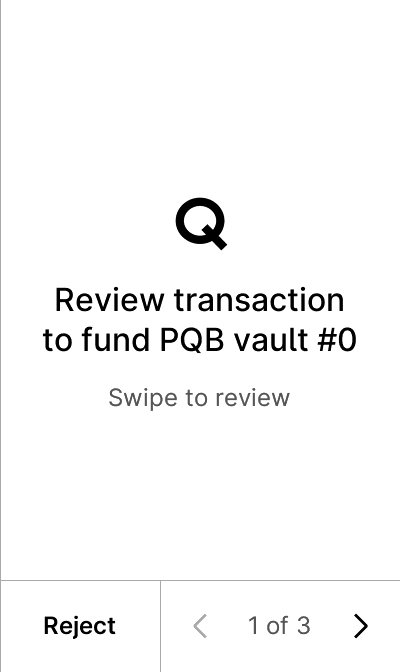 Q
Review transaction
to fund PQB vault #0
Swipe to review
Reject
1 of 3